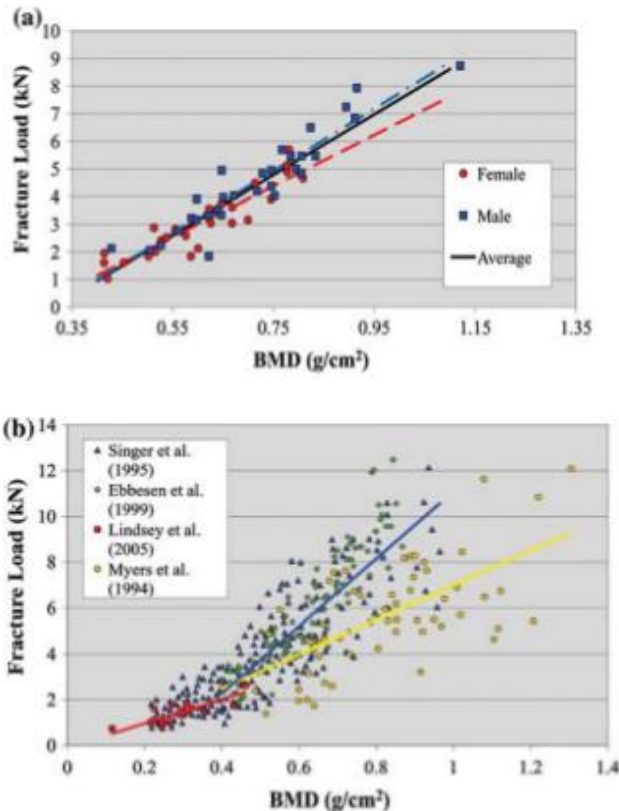 (a)
10
9
8
7
6
5
4
3
2
1
0
Fracture Load (kN)
Female
Male
Average
0.35 0.55 0.75 0.95 1.15 1.35
BMD (g/cm²)
(b)
14
12
10
8
6
4
2
0
Fracture Load (kN)
Singer et al.
(1995)
Ebbesen et al.
(1999)
Lindsey et al.
(2005)
Myers et al.
(1994)
0 0.2 0.4 0.6 0.8 1 1.2 1.4
BMD (g/cm²)